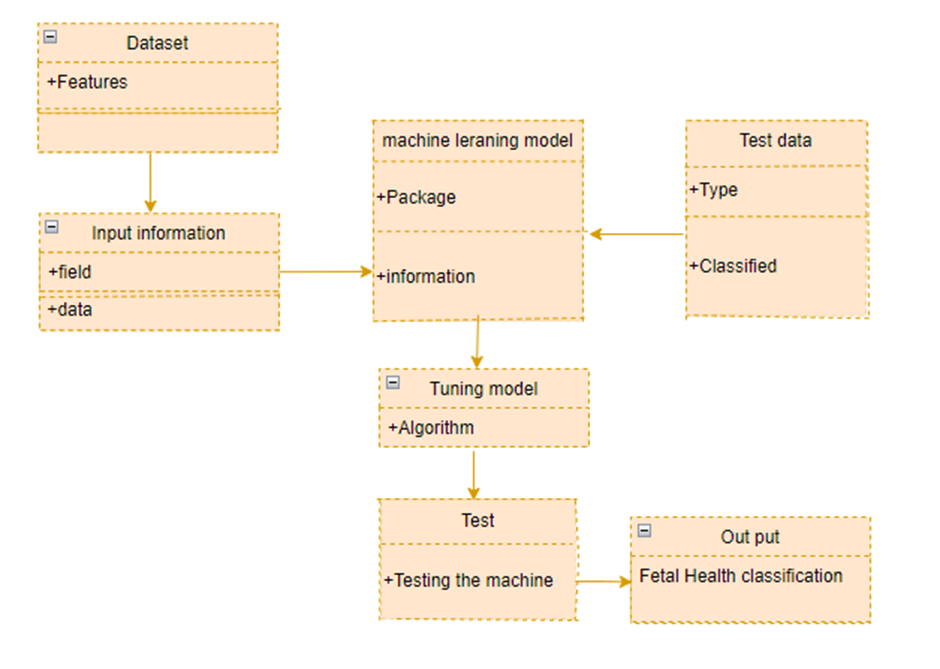 Dataset
+Features
Input information
+field
+data
machine leraning model
+Package
+information
Test data
+Type
+Classified
Tuning model
+Algorithm
Test
+Testing the machine
Out put
Fetal Health classification